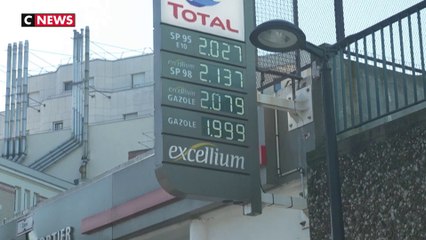 CNEWS
TOTAL
SP 95
E10
2.027
excellium
SP 98
2.137
excellium
GAZOLE
2.079
GAZOLE
1.999
excellium